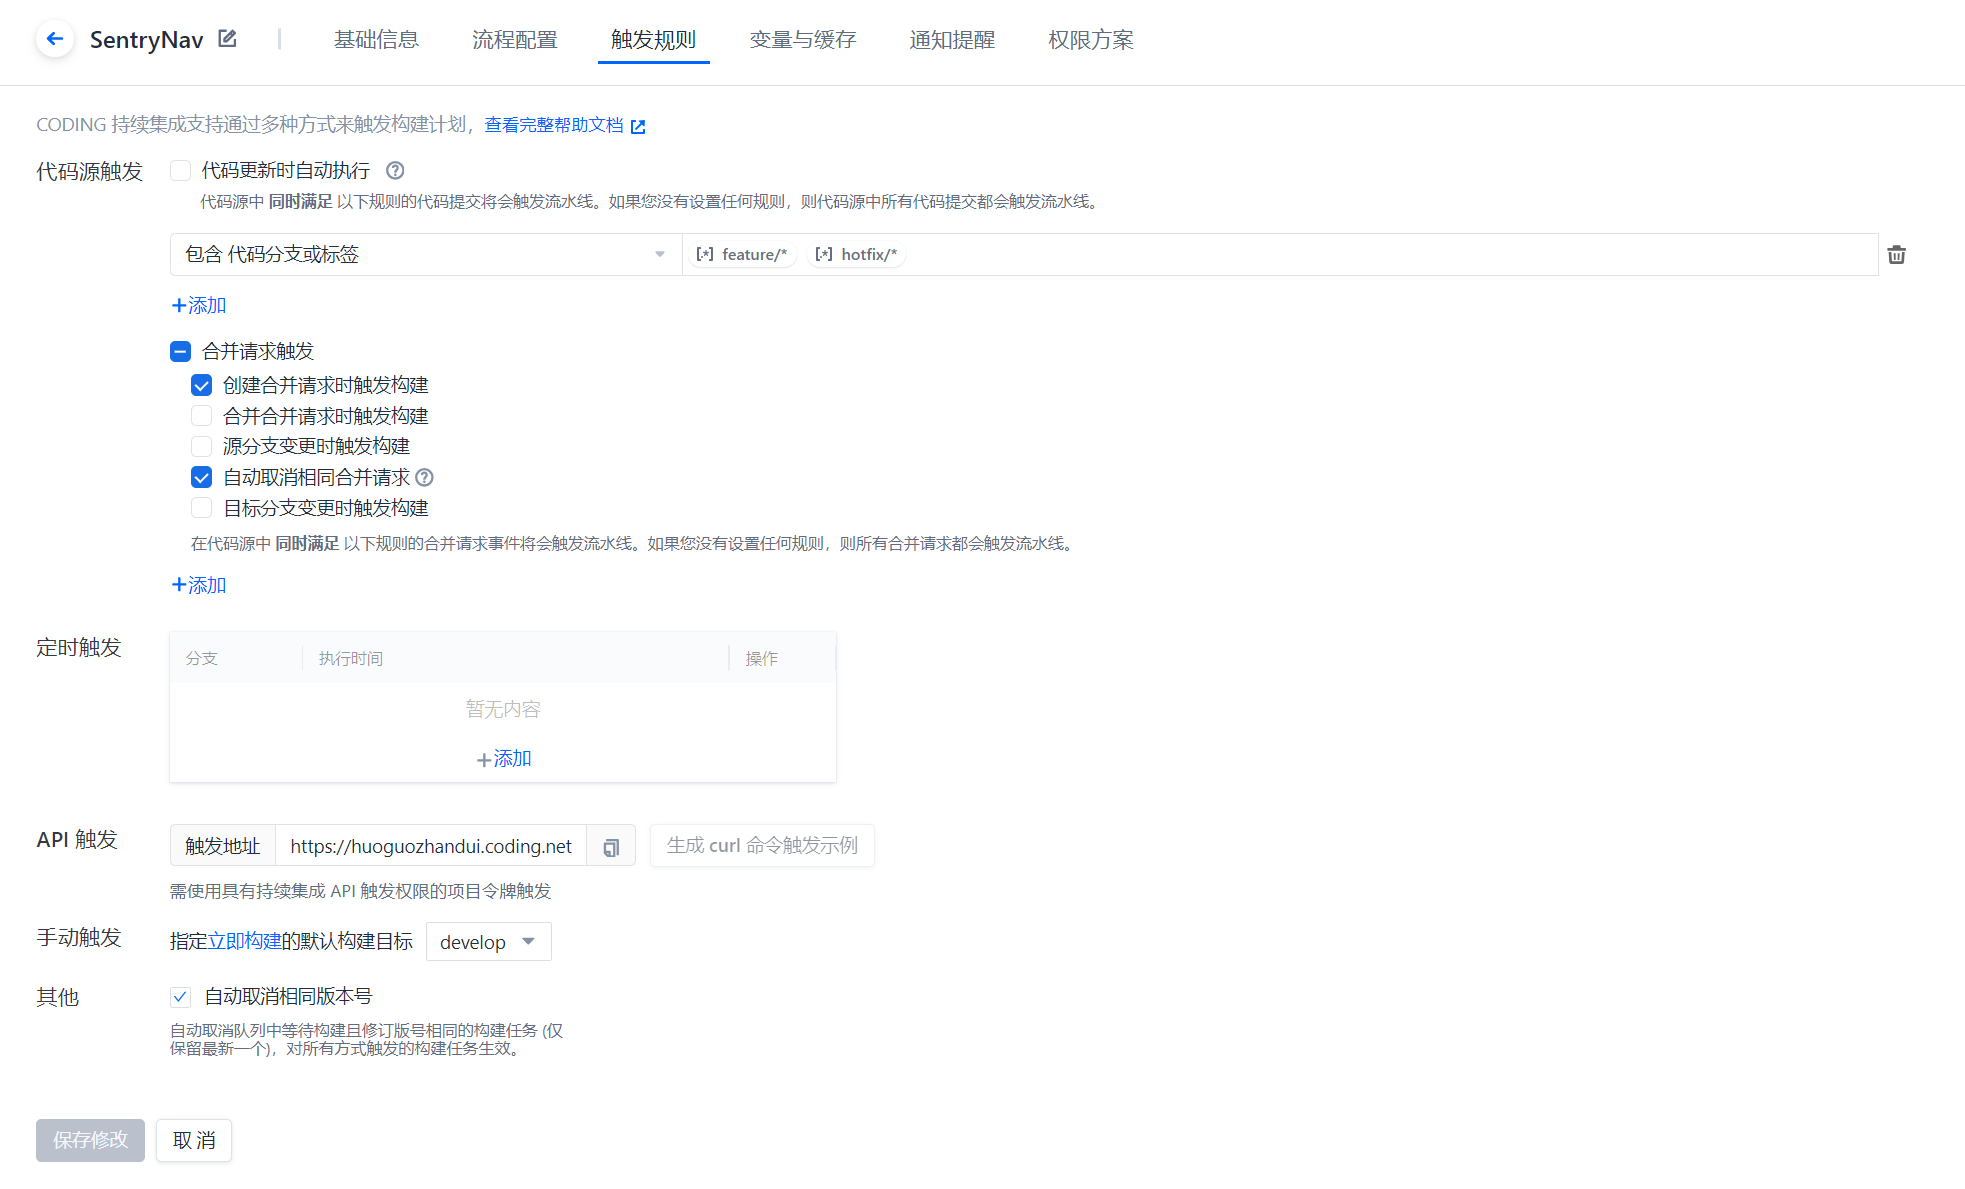 SentryNav
基础信息 流程配置 触发规则 变量与缓存 通知提醒 权限方案
CODING 持续集成支持通过多种方式来触发构建计划，查看完整帮助文档
代码源触发 代码更新时自动执行
代码源中 同时满足 以下规则的代码提交将会触发流水线。如果您没有设置任何规则，则代码源中所有代码提交都会触发流水线。
包含 代码分支或标签 [.*] feature/* [.*] hotfix/*
+添加
合并请求触发
创建合并请求时触发构建
合并合并请求时触发构建
源分支变更时触发构建
自动取消相同合并请求
目标分支变更时触发构建
在代码源中 同时满足 以下规则的合并请求事件将会触发流水线。如果您没有设置任何规则，则所有合并请求都会触发流水线。
+添加
定时触发
分支 执行时间 操作
暂无内容
+添加
API 触发 触发地址 https://huoguozhandui.coding.net 生成 curl 命令触发示例
需使用具有持续集成 API 触发权限的项目令牌触发
手动触发 指定立即构建的默认构建目标 develop
其他 自动取消相同版本号
自动取消队列中等待构建且修订版号相同的构建任务 (仅
保留最新一个)，对所有方式触发的构建任务生效。
保存修改 取 消